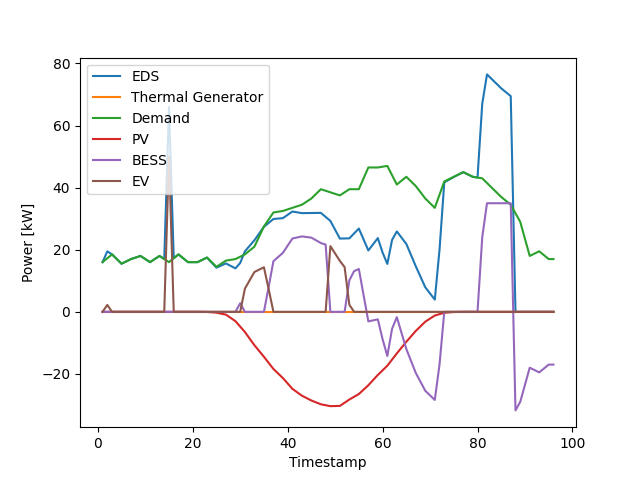 80
60
40
20
0
−20
Power [kW]
EDS
Thermal Generator
Demand
PV
BESS
EV
0 20 40 60 80 100
Timestamp